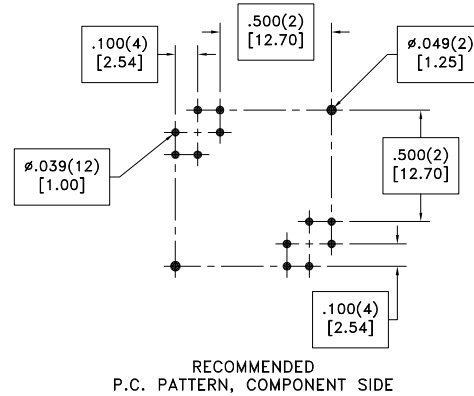 .500(2)
[12.70]
.100(4)
[2.54]
ø.049(2)
[1.25]
ø.039(12)
[1.00]
.500(2)
[12.70]
.100(4)
[2.54]
RECOMMENDED
P.C. PATTERN, COMPONENT SIDE